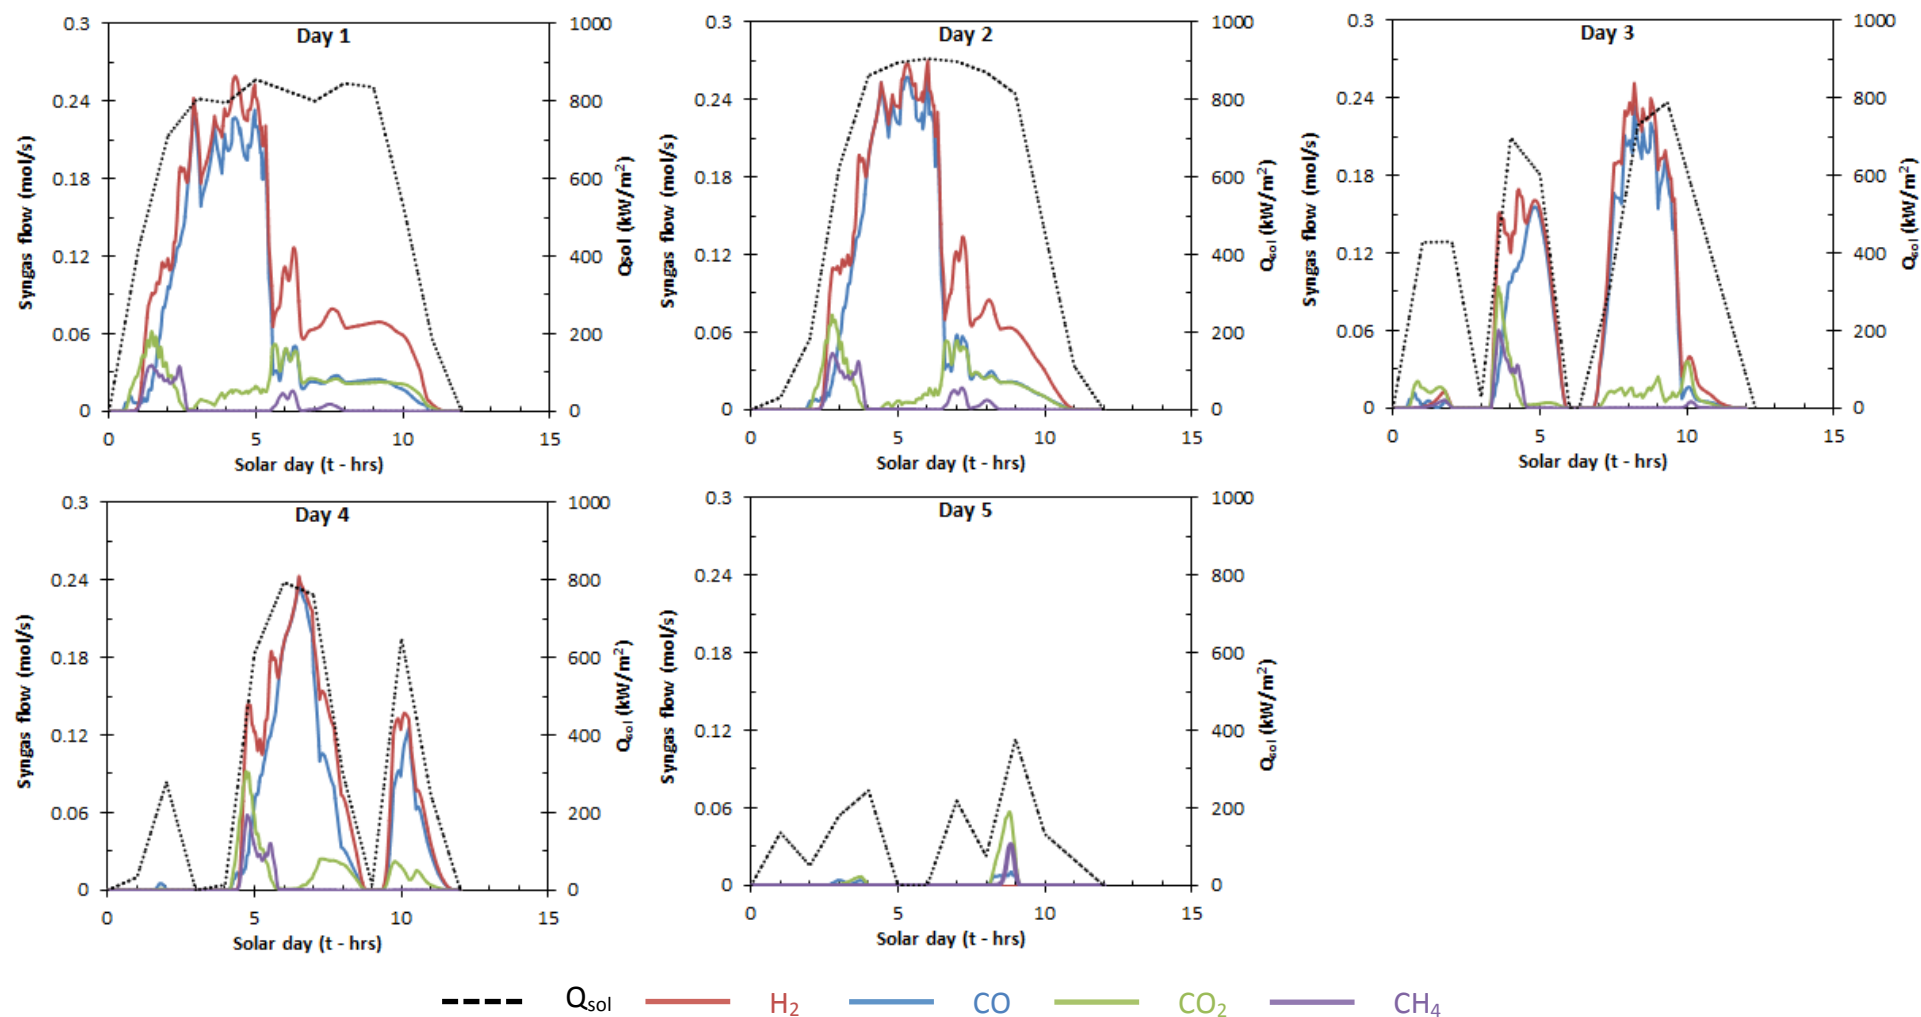 Day 1
0.3
0.24
0.18
0.12
0.06
0
1000
800
600
400
200
0
0 5 10 15
Syngas flow (mol/s)
Qsol (kW/m²)
Solar day (t - hrs)
Day 2
0.3
0.24
0.18
0.12
0.06
0
1000
800
600
400
200
0
0 5 10 15
Syngas flow (mol/s)
Qsol (kW/m²)
Solar day (t - hrs)
Day 3
0.3
0.24
0.18
0.12
0.06
0
1000
800
600
400
200
0
0 5 10 15
Syngas flow (mol/s)
Qsol (kW/m²)
Solar day (t - hrs)
Day 4
0.3
0.24
0.18
0.12
0.06
0
1000
800
600
400
200
0
0 5 10 15
Syngas flow (mol/s)
Qsol (kW/m²)
Solar day (t - hrs)
Day 5
0.3
0.24
0.18
0.12
0.06
0
1000
800
600
400
200
0
0 5 10 15
Syngas flow (mol/s)
Qsol (kW/m²)
Solar day (t - hrs)
Qsol H₂ CO CO₂ CH₄